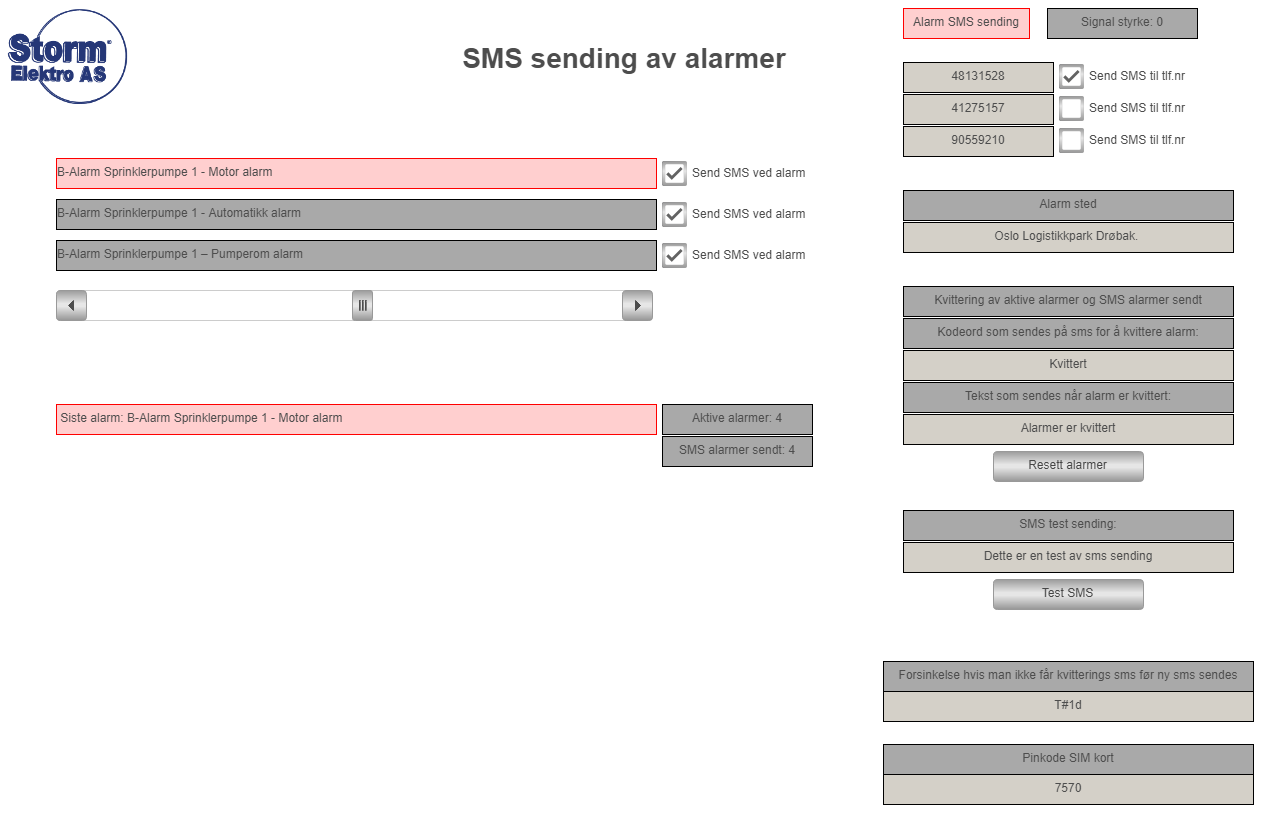 Storm
Elektro AS
SMS sending av alarmer
Alarm SMS sending
Signal styrke: 0
48131528
Send SMS til tlf.nr
41275157
Send SMS til tlf.nr
90559210
Send SMS til tlf.nr
B-Alarm Sprinklerpumpe 1 - Motor alarm
Send SMS ved alarm
B-Alarm Sprinklerpumpe 1 - Automatikk alarm
Send SMS ved alarm
B-Alarm Sprinklerpumpe 1 – Pumperom alarm
Send SMS ved alarm
Siste alarm: B-Alarm Sprinklerpumpe 1 - Motor alarm
Aktive alarmer: 4
SMS alarmer sendt: 4
Alarm sted
Oslo Logistikkpark Drøbak.
Kvittering av aktive alarmer og SMS alarmer sendt
Kodeord som sendes på sms for å kvittere alarm:
Kvittert
Tekst som sendes når alarm er kvittert:
Alarmer er kvittert
Resett alarmer
SMS test sending:
Dette er en test av sms sending
Test SMS
Forsinkelse hvis man ikke får kvitterings sms før ny sms sendes
T#1d
Pinkode SIM kort
7570